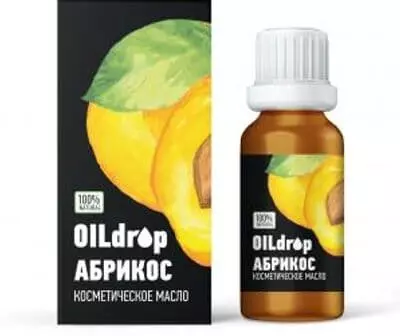 100%
NATURAL
OILdrop
АБРИКОС
КОСМЕТИЧЕСКОЕ МАСЛО
100%
NATURAL
OILdrop
АБРИКОС
КОСМЕТИЧЕСКОЕ МАСЛО